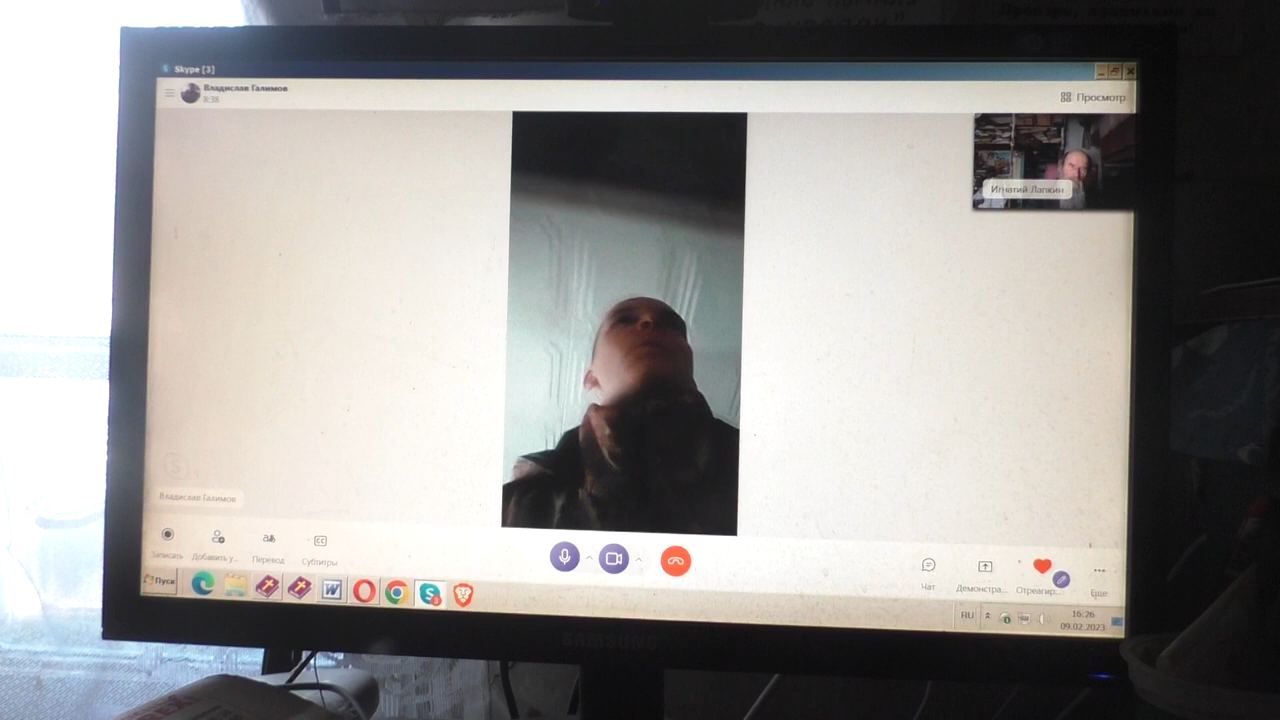 Skype [3]
Владислав Галимов
8:38
Просмотр
Игнатий Лапкин
Владислав Галимов
Записать
Добавить у...
Перевод
Субтитры
Чат
Демонстра...
Отреагир...
Еще
Пуск
RU
16:26
09.02.2023
SAMSUNG